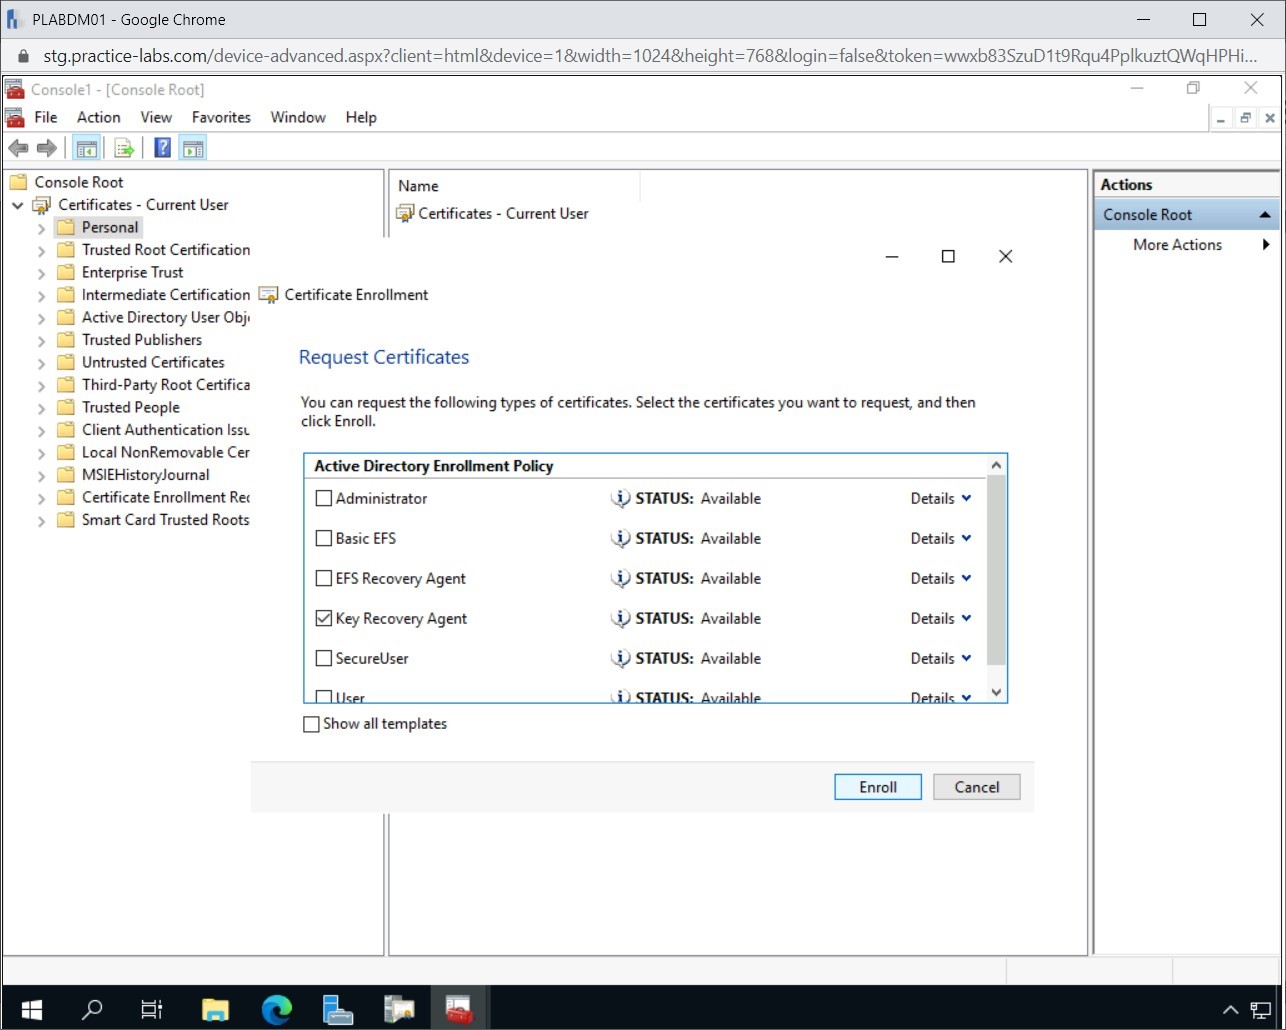 PLABDM01 - Google Chrome
stg.practice-labs.com/device-advanced.aspx?client=html&device=1&width=1024&height=768&login=false&token=wwxb83SzuD1t9Rqu4PplkuztQWqHPHi...
Console1 - [Console Root]
File Action View Favorites Window Help
Console Root
Certificates - Current User
Personal
Trusted Root Certification
Enterprise Trust
Intermediate Certification
Active Directory User Obj
Trusted Publishers
Untrusted Certificates
Third-Party Root Certifica
Trusted People
Client Authentication Issu
Local NonRemovable Cer
MSIEHistoryJournal
Certificate Enrollment Rec
Smart Card Trusted Roots
Name
Certificates - Current User
Actions
Console Root
More Actions
Certificate Enrollment
Request Certificates
You can request the following types of certificates. Select the certificates you want to request, and then
click Enroll.
Active Directory Enrollment Policy
Administrator STATUS: Available Details
Basic EFS STATUS: Available Details
EFS Recovery Agent STATUS: Available Details
Key Recovery Agent STATUS: Available Details
SecureUser STATUS: Available Details
User STATUS: Available Details
Show all templates
Enroll Cancel